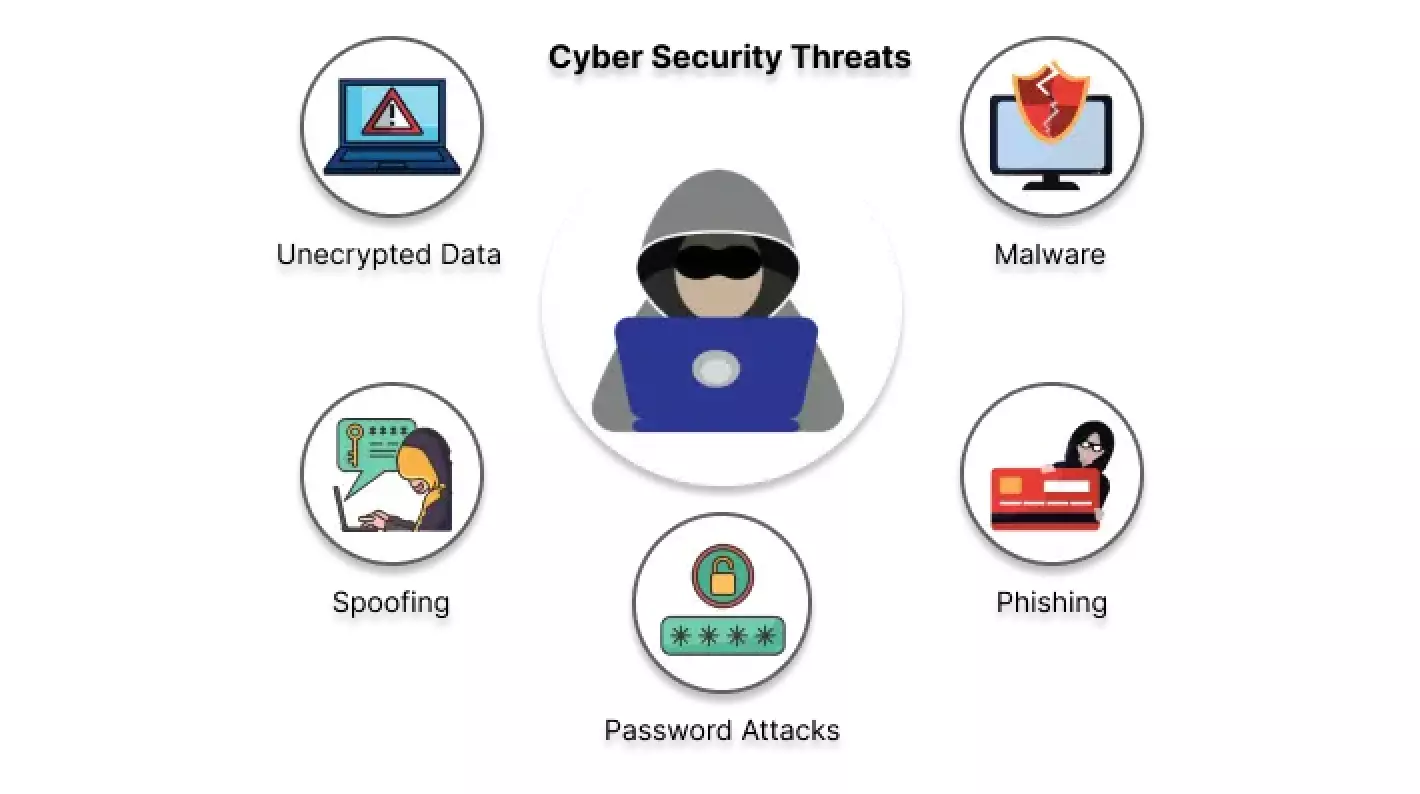 Cyber Security Threats
Unecrypted Data
Malware
Spoofing
Phishing
Password Attacks